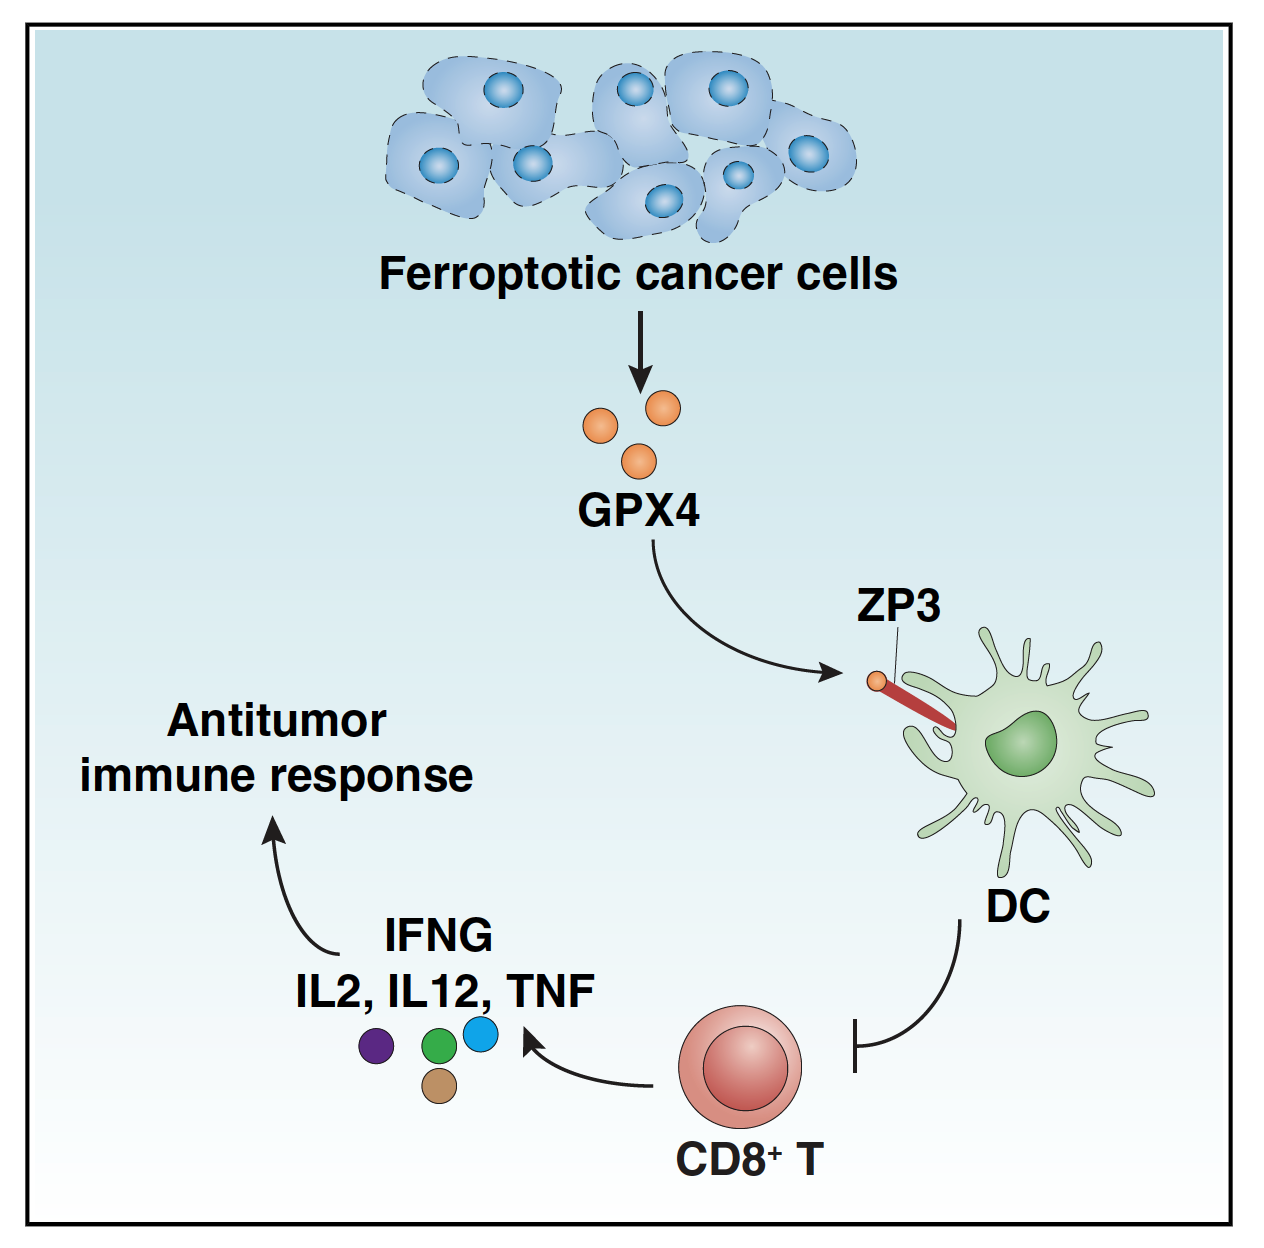 Ferroptotic cancer cells
GPX4
ZP3
DC
CD8⁺ T
IFNG
IL2, IL12, TNF
Antitumor
immune response